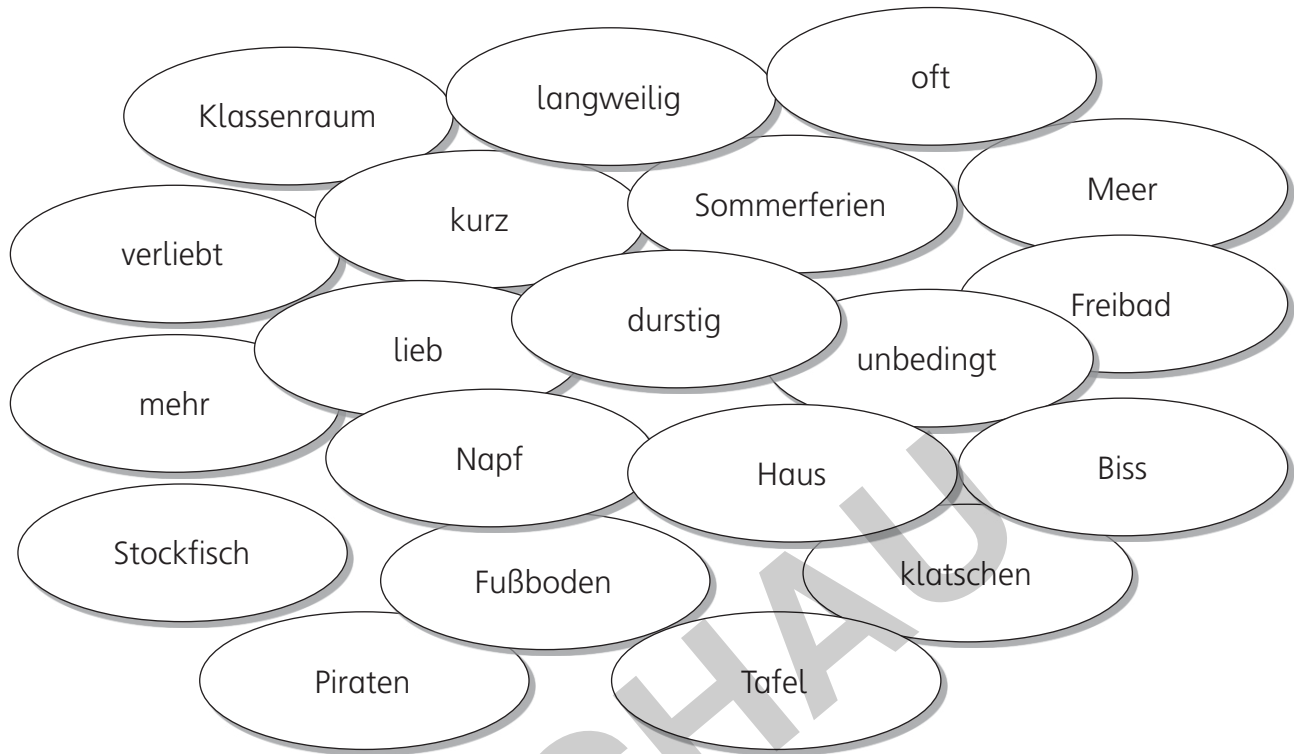 oft
langweilig
Klassenraum
Meer
Sommerferien
kurz
verliebt
Freibad
durstig
unbedingt
lieb
mehr
Napf
Haus
Biss
Stockfisch
Fußboden
klatschen
Piraten
Tafel
SCHAU